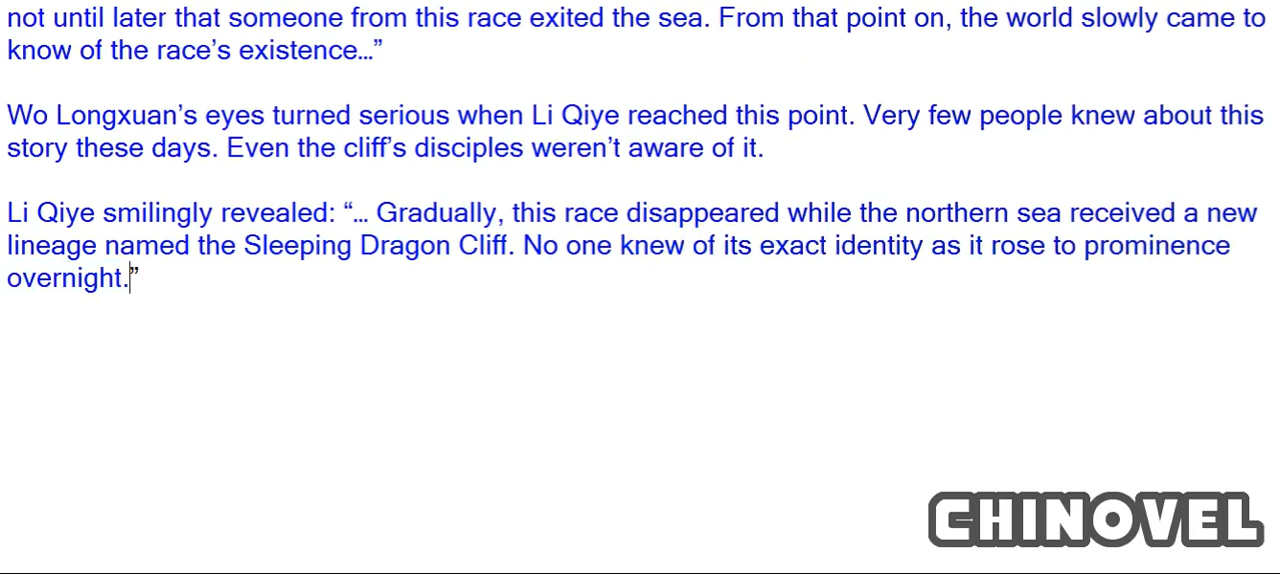 not until later that someone from this race exited the sea. From that point on, the world slowly came to
know of the race’s existence…”
Wo Longxuan’s eyes turned serious when Li Qiye reached this point. Very few people knew about this
story these days. Even the cliff’s disciples weren’t aware of it.
Li Qiye smilingly revealed: “… Gradually, this race disappeared while the northern sea received a new
lineage named the Sleeping Dragon Cliff. No one knew of its exact identity as it rose to prominence
overnight.”
CHINOVEL